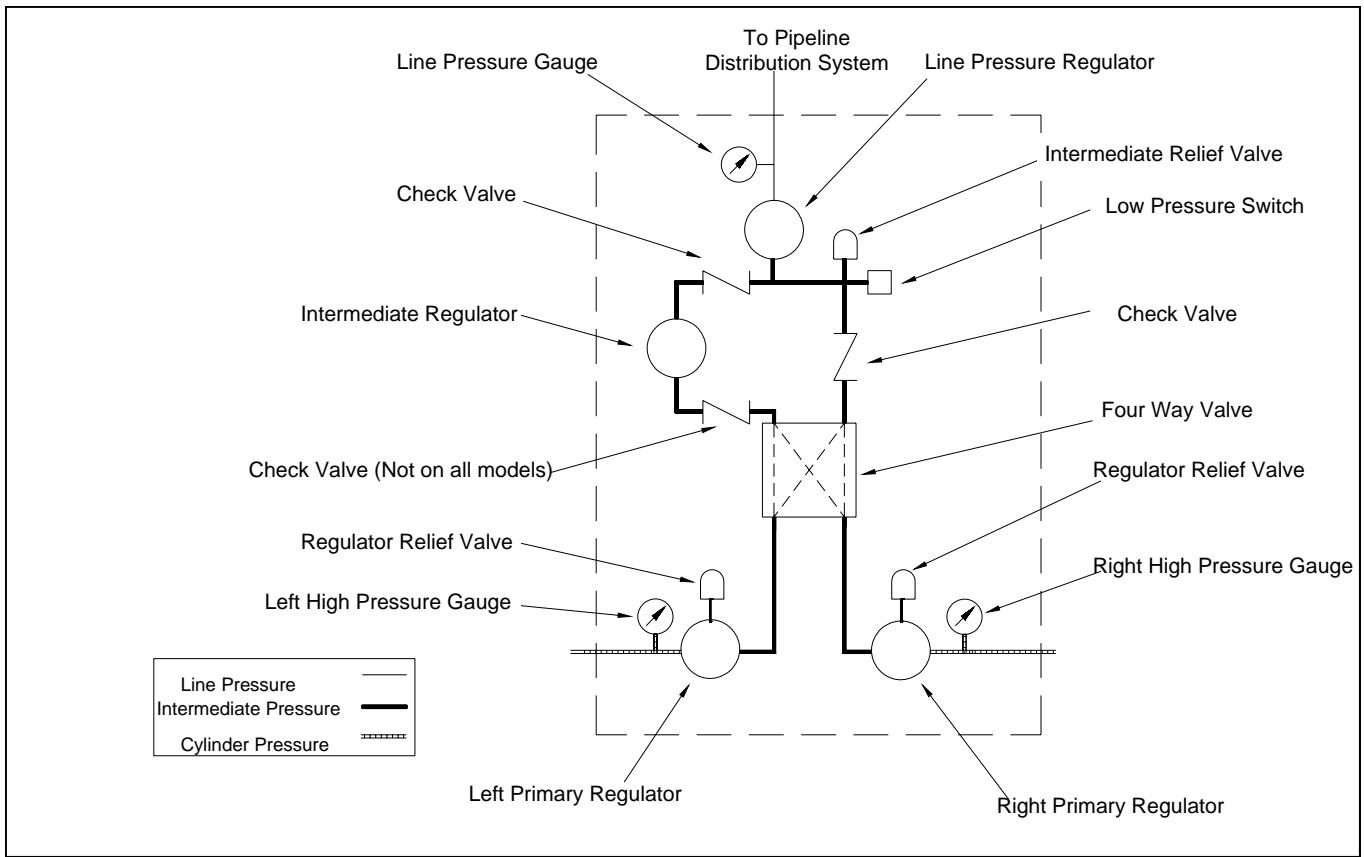 To Pipeline
Distribution System
Line Pressure Gauge
Line Pressure Regulator
Intermediate Relief Valve
Check Valve
Low Pressure Switch
Intermediate Regulator
Check Valve
Four Way Valve
Check Valve (Not on all models)
Regulator Relief Valve
Regulator Relief Valve
Right High Pressure Gauge
Left High Pressure Gauge
Line Pressure
Intermediate Pressure
Cylinder Pressure
Left Primary Regulator
Right Primary Regulator